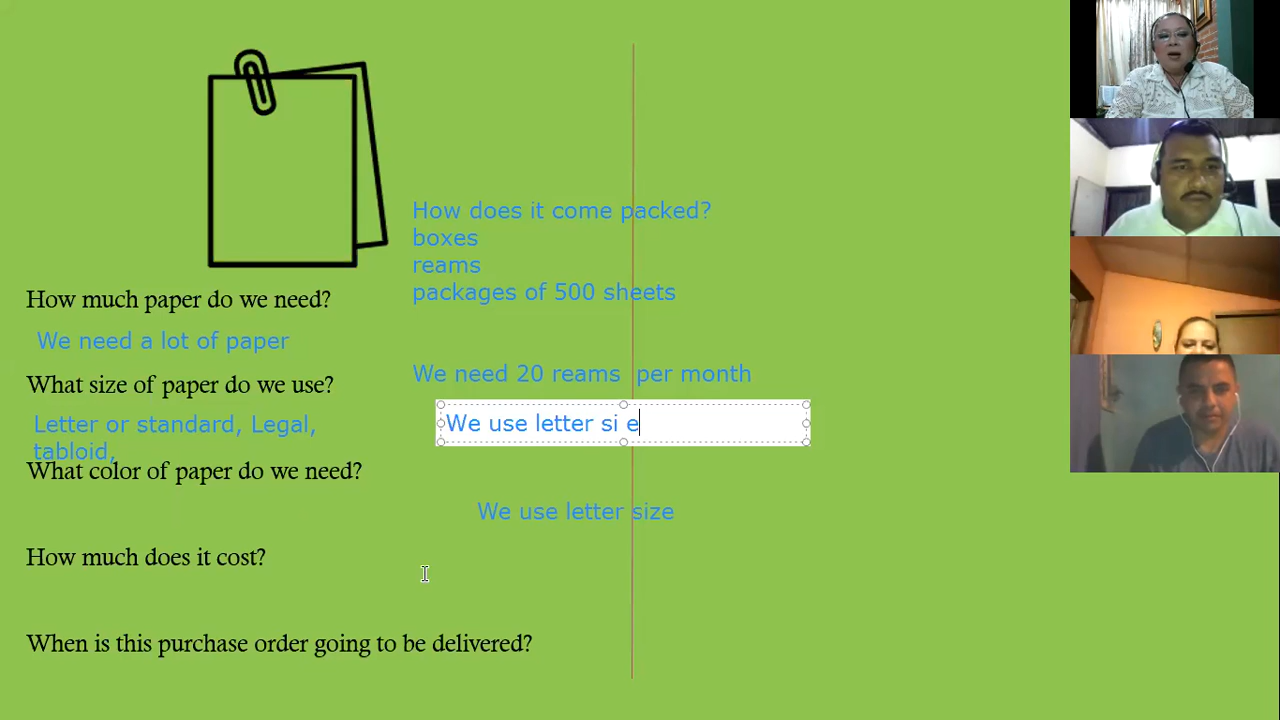 How does it come packed?
boxes
reams
packages of 500 sheets
How much paper do we need?
We need a lot of paper
We need 20 reams  per month
What size of paper do we use?
Letter or standard, Legal,
tabloid,
We use letter si e
What color of paper do we need?
We use letter size
How much does it cost?
When is this purchase order going to be delivered?